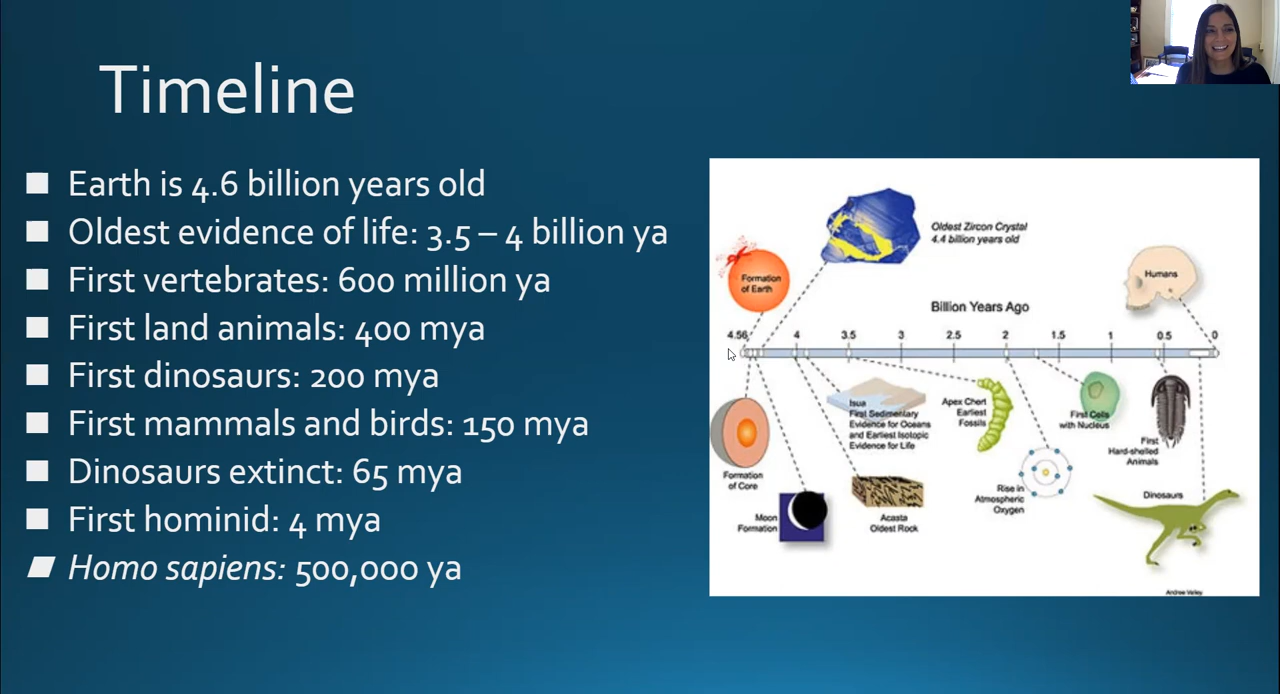 Timeline
Earth is 4.6 billion years old
Oldest evidence of life: 3.5 – 4 billion ya
First vertebrates: 600 million ya
First land animals: 400 mya
First dinosaurs: 200 mya
First mammals and birds: 150 mya
Dinosaurs extinct: 65 mya
First hominid: 4 mya
Homo sapiens: 500,000 ya
Oldest Zircon Crystal
4.4 billion years old
Formation
of Earth
Humans
Billion Years Ago
4.56 4 3.5 3 2.5 2 1.5 1 0.5 0
Isua
First Sedimentary
Evidence for Oceans
and Earliest Isotopic
Evidence for Life
Apex Chert
Earliest
Fossils
First Cells
with Nucleus
First
Hard-shelled
Animals
Formation
of Core
Moon
Formation
Acasta
Oldest Rock
Rise in
Atmospheric
Oxygen
Dinosaurs
Andree Valley